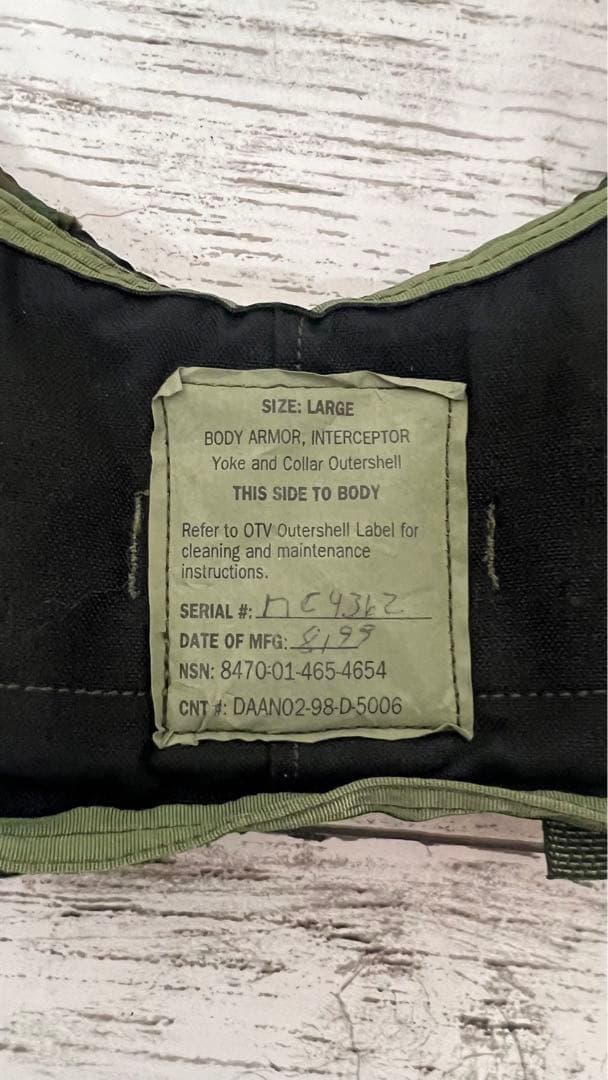 SIZE: LARGE
BODY ARMOR, INTERCEPTOR
Yoke and Collar Outershell
THIS SIDE TO BODY
Refer to OTV Outershell Label for
cleaning and maintenance
instructions.
SERIAL #:
DATE OF MFG: 8/99
NSN: 8470-01-465-4654
CNT #: DAAN02-98-D-5006